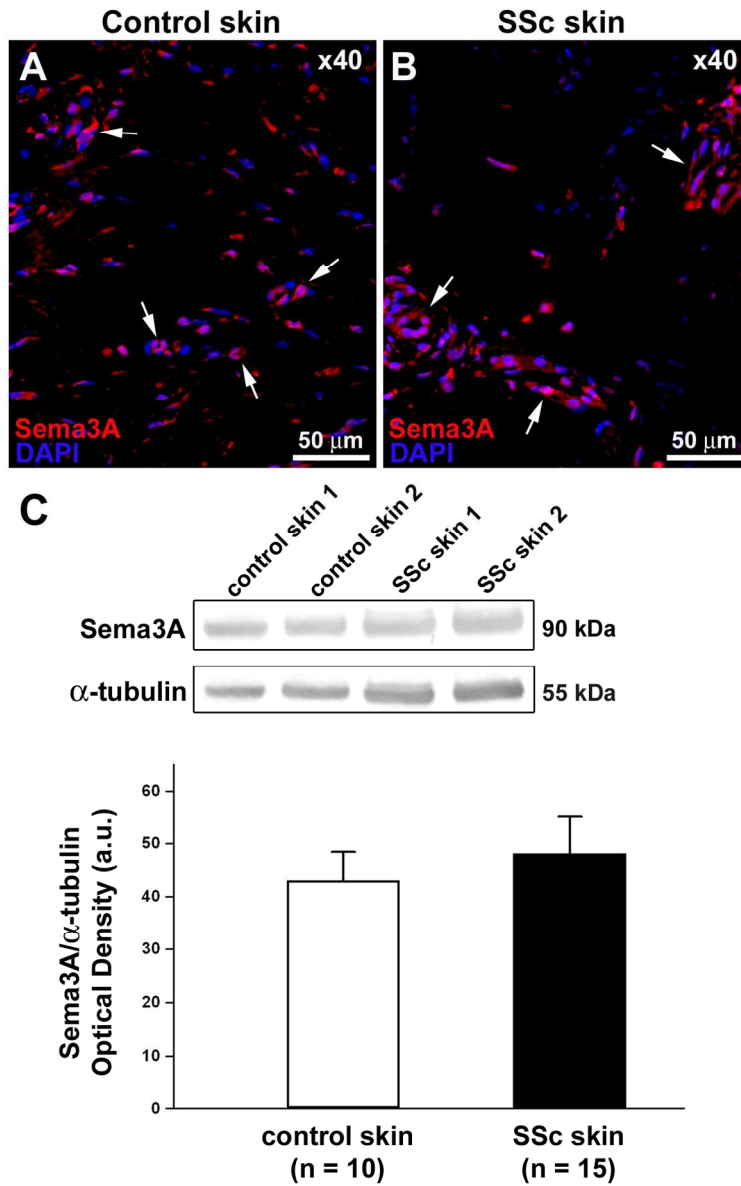 Control skin
SSc skin
A
x40
B
x40
Sema3A
DAPI
50 μm
Sema3A
DAPI
50 μm
C
control skin 1
control skin 2
SSc skin 1
SSc skin 2
Sema3A
90 kDa
α-tubulin
55 kDa
Sema3A/α-tubulin
Optical Density (a.u.)
60
50
40
30
20
10
0
control skin
(n = 10)
SSc skin
(n = 15)